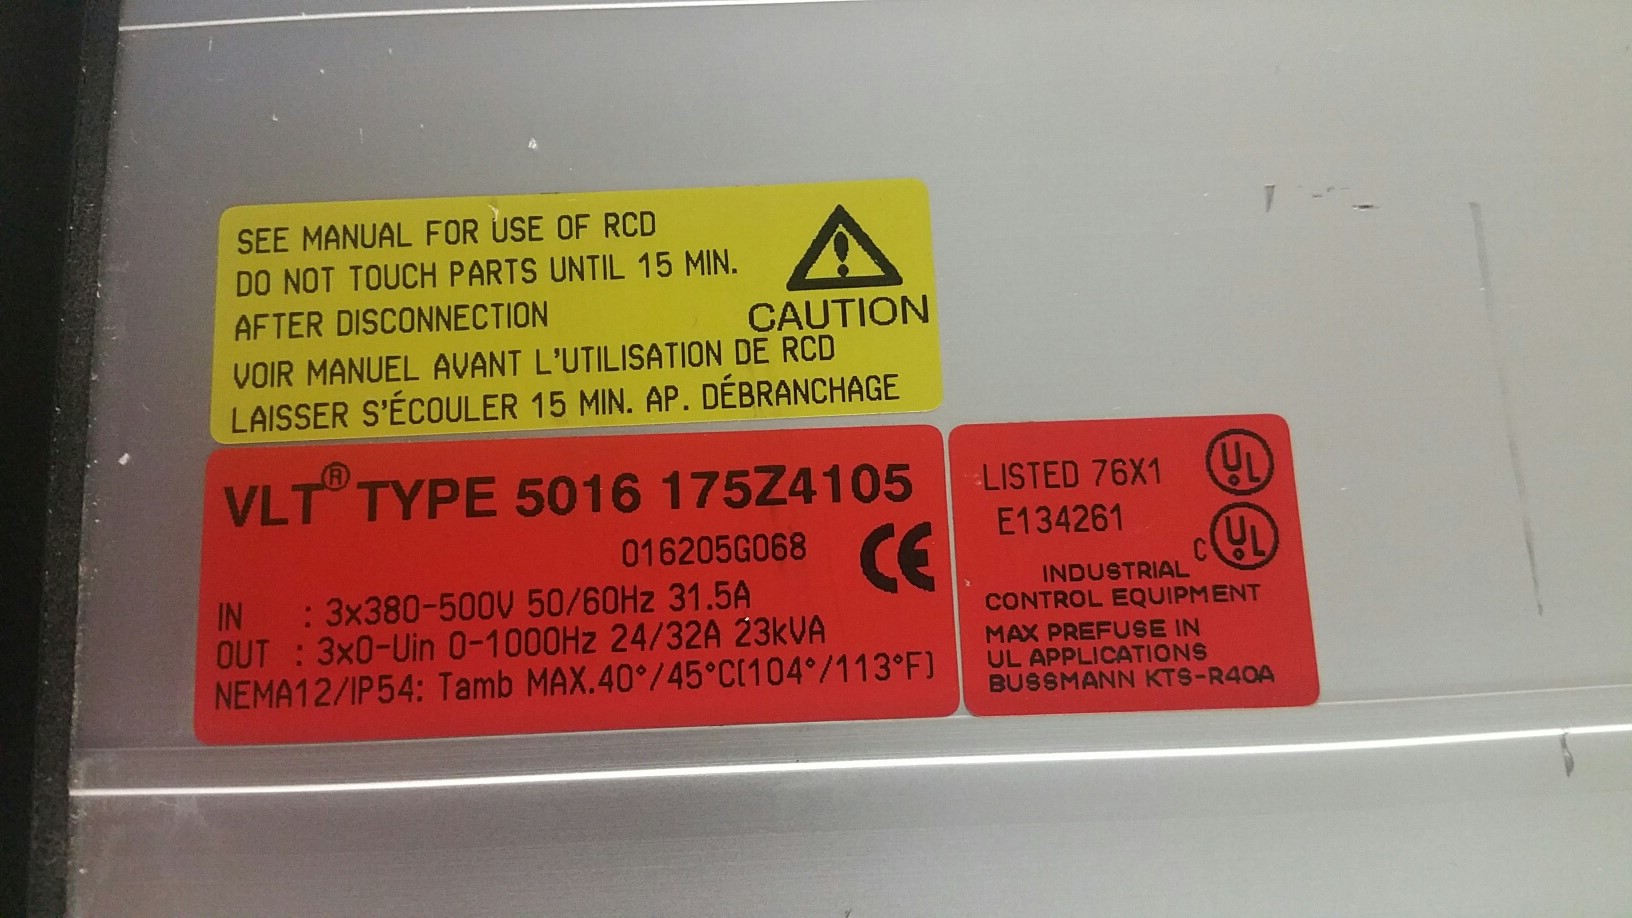 SEE MANUAL FOR USE OF RCD
DO NOT TOUCH PARTS UNTIL 15 MIN.
AFTER DISCONNECTION
CAUTION
VOIR MANUEL AVANT L'UTILISATION DE RCD
LAISSER S'ÉCOULER 15 MIN. AP. DÉBRANCHAGE
VLT® TYPE 5016 175Z4105
016205G068
CE
IN : 3x380-500V 50/60Hz 31.5A
OUT : 3x0-Uin 0-1000Hz 24/32A 23kVA
NEMA12/IP54: Tamb MAX.40°/45°C(104°/113°F)
LISTED 76X1 UL
E134261
C UL
INDUSTRIAL
CONTROL EQUIPMENT
MAX PREFUSE IN
UL APPLICATIONS
BUSSMANN KTS-R40A